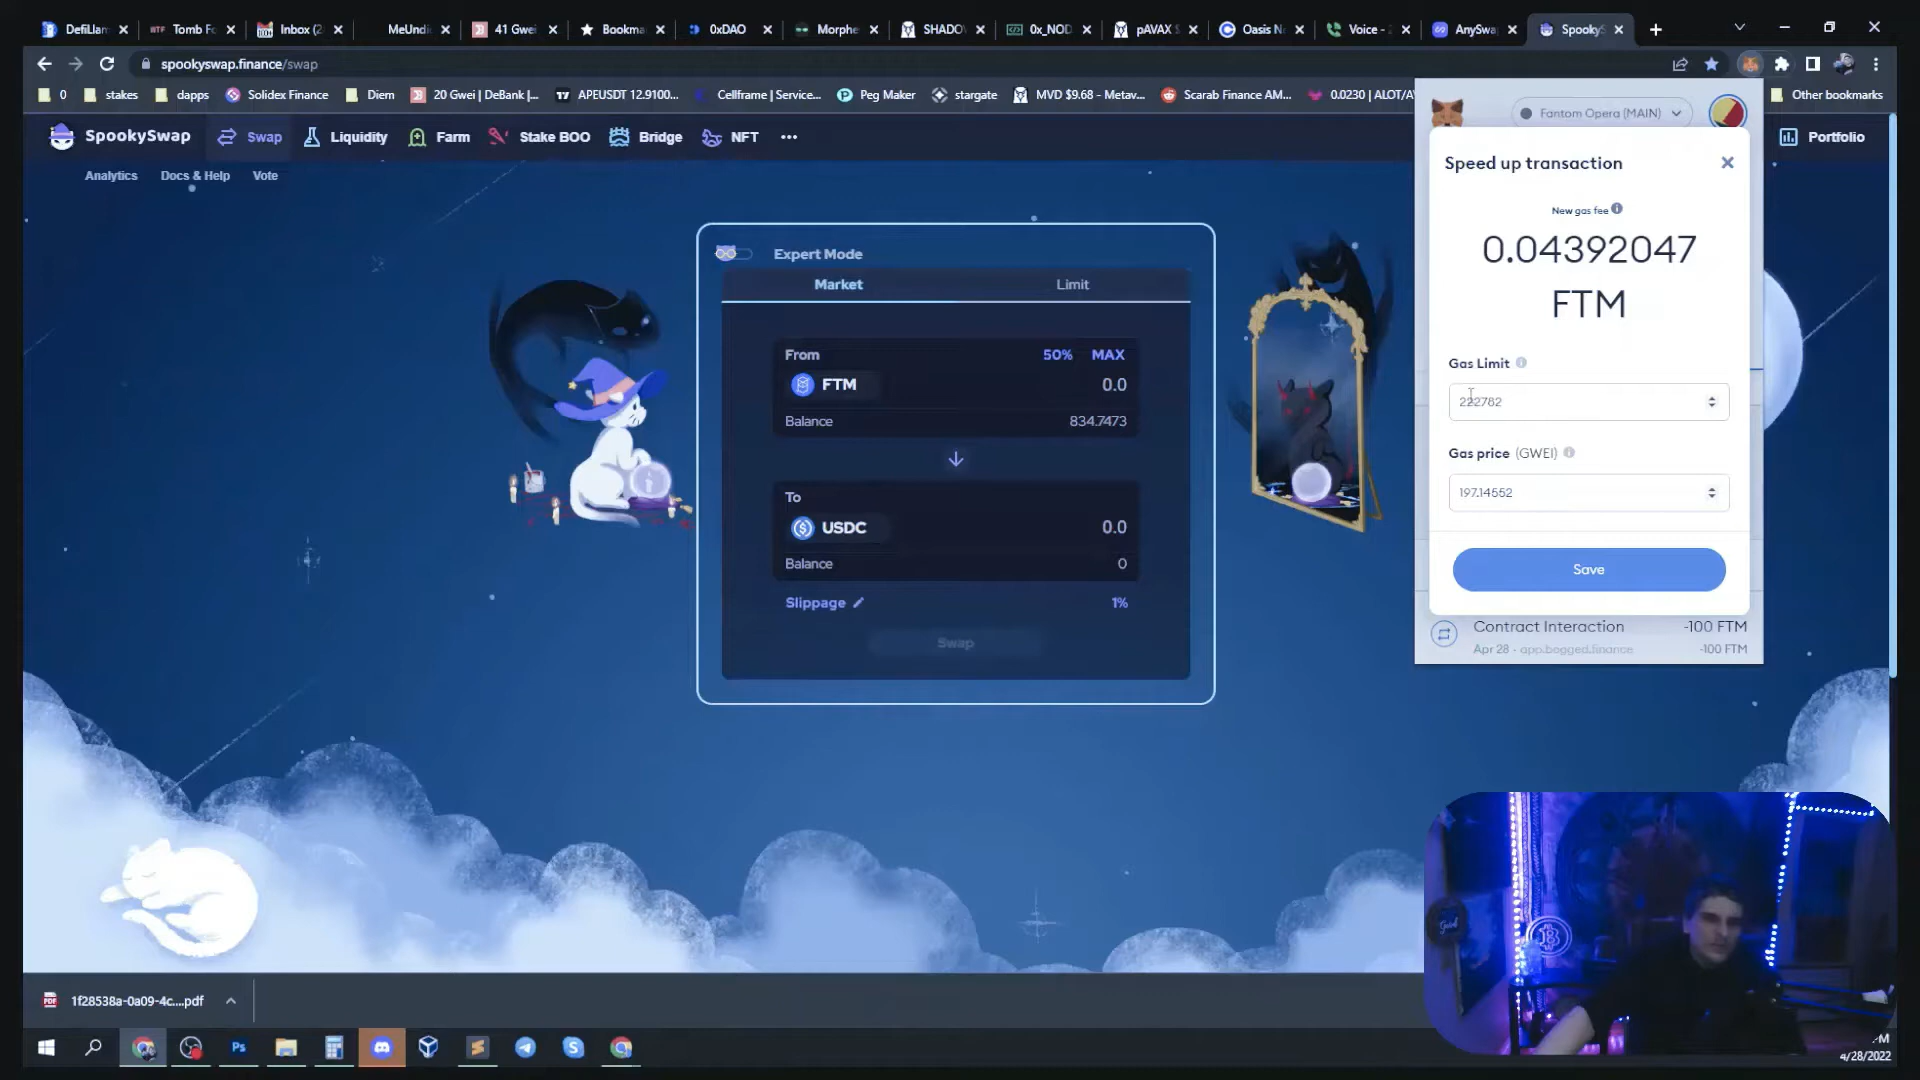 DefiLlan
Tomb Fo
Inbox (2
MeUndi
41 Gwei
Bookma
0xDAO
Morphe
SHADO
0x_NOD
pAVAX S
Oasis N
Voice -
AnySwa
Spooky
spookyswap.finance/swap
0
stakes
dapps
Solidex Finance
Diem
20 Gwei | DeBank |...
APEUSDT 12.9100...
Cellframe | Service...
Peg Maker
stargate
MVD $9.68 - Metav...
Scarab Finance AM...
0.0230 | ALOT/A
Other bookmarks
SpookySwap
Swap
Liquidity
Farm
Stake BOO
Bridge
NFT
Portfolio
Analytics
Docs & Help
Vote
Expert Mode
Market
Limit
From
50%
MAX
FTM
0.0
Balance
834.7473
To
USDC
0.0
Balance
0
Slippage
1%
Swap
Fantom Opera (MAIN)
Speed up transaction
New gas fee
0.04392047
FTM
Gas Limit
222782
Gas price (GWEI)
197.14552
Save
Contract Interaction
-100 FTM
Apr 28 - app.bogged.finance
-100 FTM
1f28538a-0a09-4c....pdf
Ps
4/28/2022